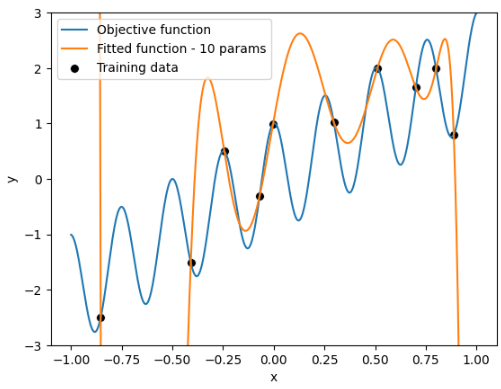 Objective function
Fitted function - 10 params
Training data
y
3
2
1
0
−1
−2
−3
−1.00 −0.75 −0.50 −0.25 0.00 0.25 0.50 0.75 1.00
x